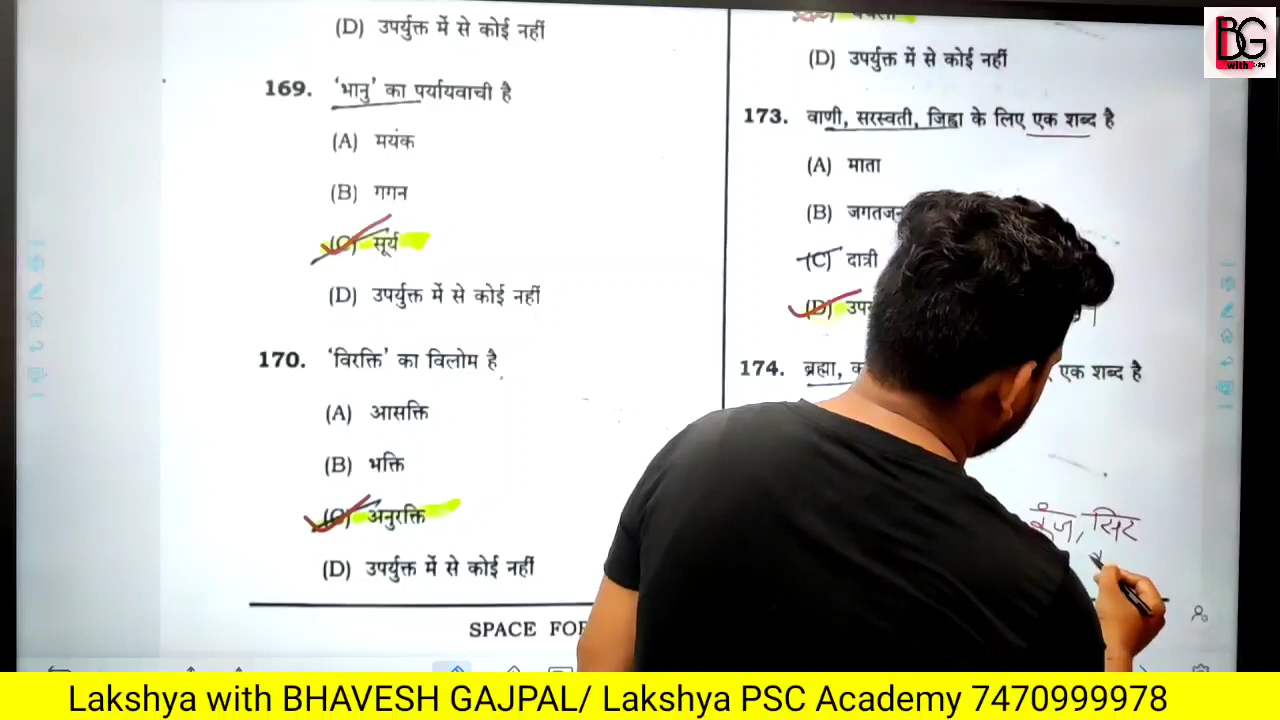 (D) उपर्युक्त में से कोई नहीं
169. 'भानु' का पर्यायवाची है
(A) मयंक
(B) गगन
(C) सूर्य
(D) उपर्युक्त में से कोई नहीं
170. 'विरक्ति' का विलोम है
(A) आसक्ति
(B) भक्ति
(C) अनुरक्ति
(D) उपर्युक्त में से कोई नहीं
SPACE FOR
(D) उपर्युक्त में से कोई नहीं
173. वाणी, सरस्वती, जिह्वा के लिए एक शब्द है
(A) माता
(B)
(C) दात्री
(D)
174. ब्रह्मा, एक शब्द है
सिर
BG
with
Lakshya with BHAVESH GAJPAL/ Lakshya PSC Academy 7470999978